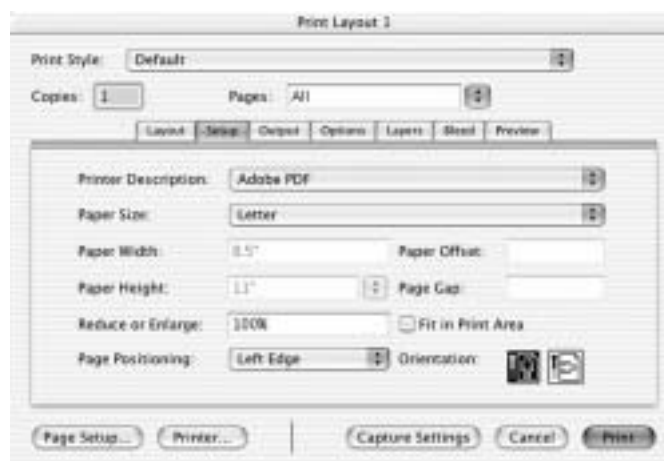 Print Layout 1
Print Style: Default
Copies: 1 Pages: All
Layout Setup Output Options Layers Bleed Preview
Printer Description: Adobe PDF
Paper Size: Letter
Paper Width: 8.5" Paper Offset:
Paper Height: 11" Page Gap:
Reduce or Enlarge: 100% Fit in Print Area
Page Positioning: Left Edge Orientation:
Page Setup... Printer... Capture Settings Cancel Print